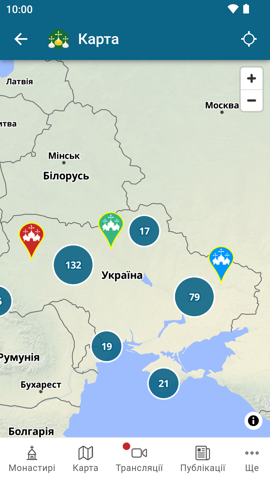 10:00
Карта
Латвія
итва
Москва
+
−
Мінськ
Білорусь
17
132
Україна
79
19
21
Румунія
Бухарест
Болгарія
Монастирі
Карта
Трансляції
Публікації
Ще